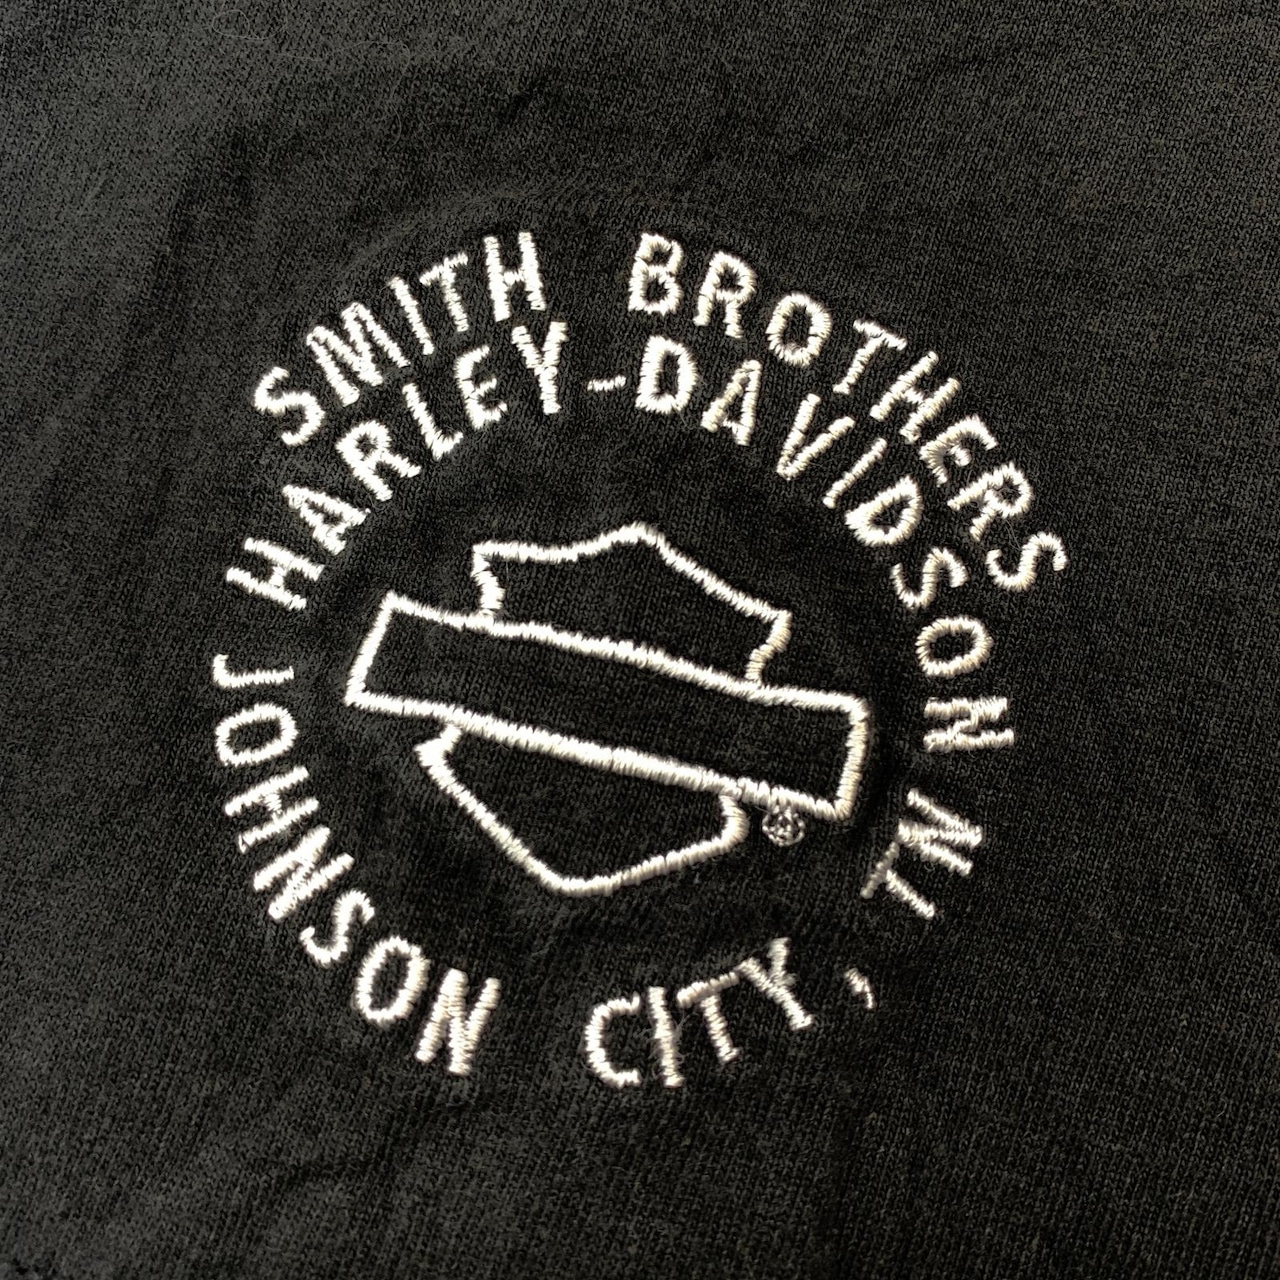 SMITH BROTHERS
HARLEY-DAVIDSON
JOHNSON CITY, TN